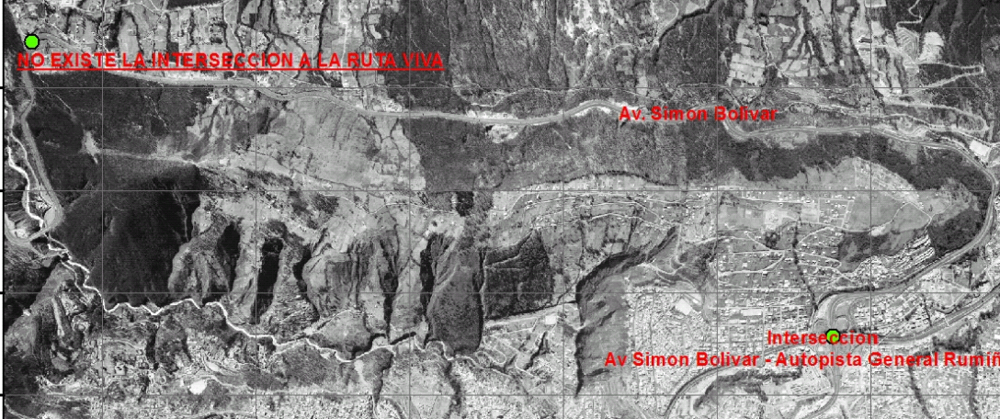 NO EXISTE LA INTERSECCION A LA RUTA VIVA
Av. Simon Bolivar
Interseccion
Av Simon Bolivar - Autopista General Rumiñ